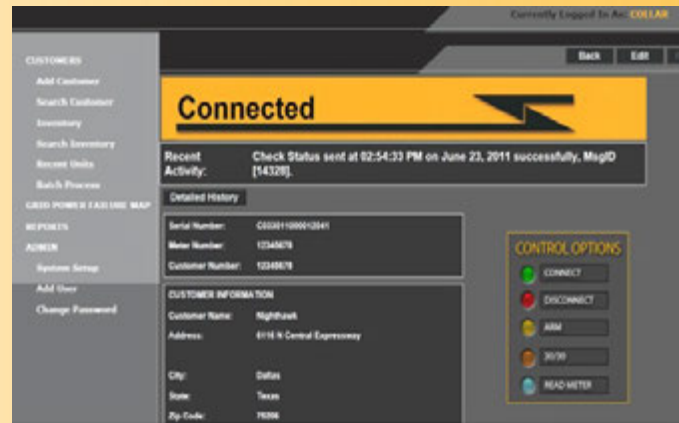 Currently Logged In As: COLLAR
Back Edit
CUSTOMERS
Add Customer
Search Customer
Inventory
Search Inventory
Recent Units
Batch Process
GRID POWER FAILURE MAP
REPORTS
ADMIN
System Setup
Add User
Change Password
Connected
Recent Activity: Check Status sent at 02:54:33 PM on June 23, 2011 successfully, MsgID
[14328].
Detailed History
Serial Number:
Meter Number: 12345678
Customer Number: 12345678
CUSTOMER INFORMATION
Customer Name: Nighthawk
Address: 6116 N Central Expressway
City: Dallas
State: Texas
Zip Code: 75206
CONTROL OPTIONS
CONNECT
DISCONNECT
ARM
30/30
READ METER